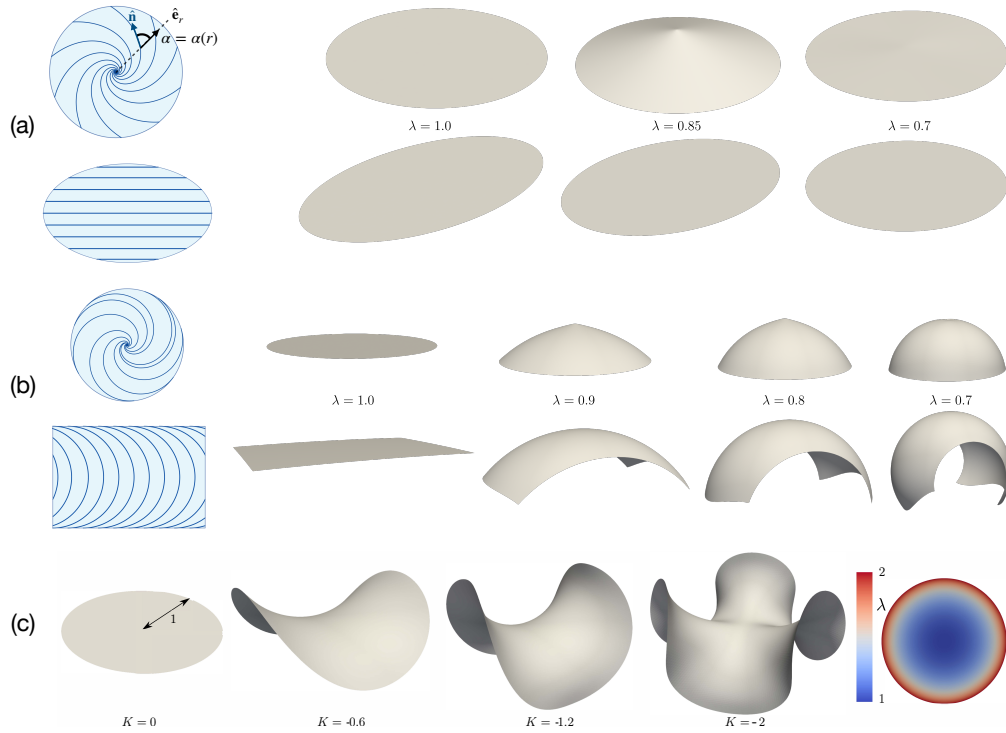 n̂ ê_r
α = α(r)
(a)
λ = 1.0 λ = 0.85 λ = 0.7
(b)
λ = 1.0 λ = 0.9 λ = 0.8 λ = 0.7
(c)
1
2
λ
1
K = 0 K = -0.6 K = -1.2 K = -2